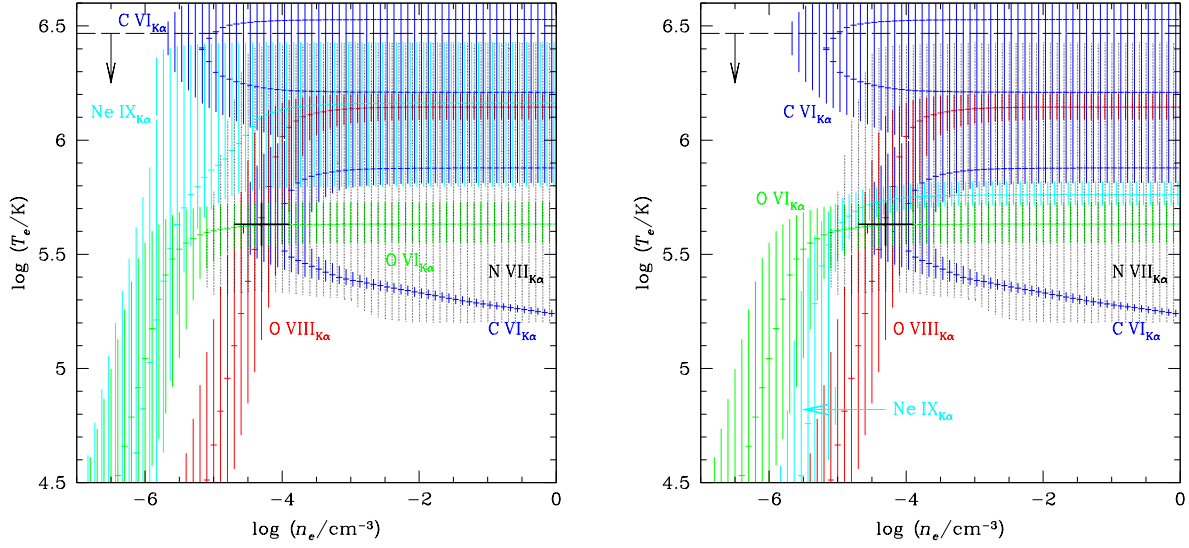 6.5
6
5.5
5
4.5
log (Te/K)
−6
−4
−2
0
log (ne/cm−3)
C VIKα
Ne IXKα
O VIKα
N VIIKα
O VIIIKα
C VIKα
6.5
6
5.5
5
4.5
log (Te/K)
−6
−4
−2
0
log (ne/cm−3)
C VIKα
O VIKα
N VIIKα
O VIIIKα
C VIKα
Ne IXKα